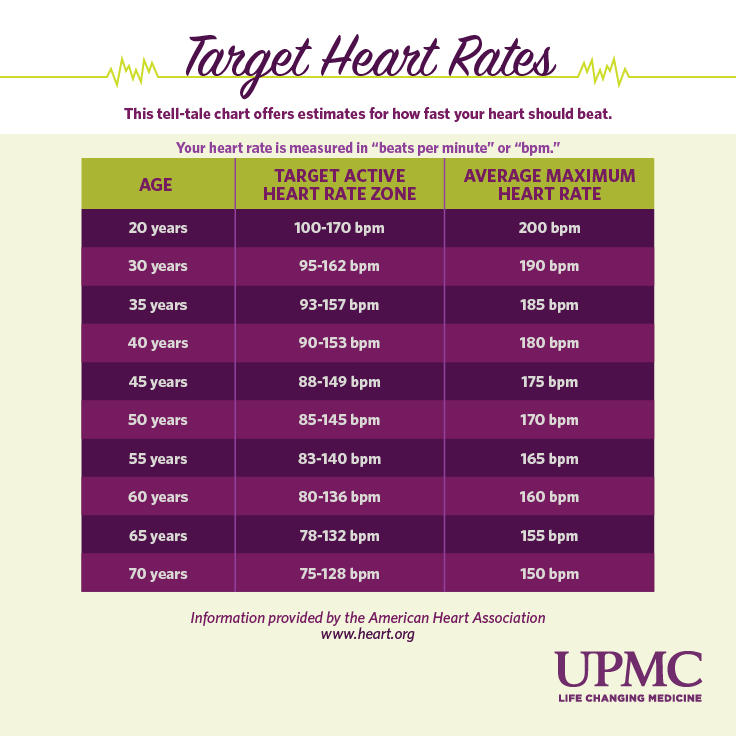 Target Heart Rates
This tell-tale chart offers estimates for how fast your heart should beat.
Your heart rate is measured in “beats per minute” or “bpm.”
AGE
TARGET ACTIVE
HEART RATE ZONE
AVERAGE MAXIMUM
HEART RATE
20 years 100-170 bpm 200 bpm
30 years 95-162 bpm 190 bpm
35 years 93-157 bpm 185 bpm
40 years 90-153 bpm 180 bpm
45 years 88-149 bpm 175 bpm
50 years 85-145 bpm 170 bpm
55 years 83-140 bpm 165 bpm
60 years 80-136 bpm 160 bpm
65 years 78-132 bpm 155 bpm
70 years 75-128 bpm 150 bpm
Information provided by the American Heart Association
www.heart.org
UPMC
LIFE CHANGING MEDICINE